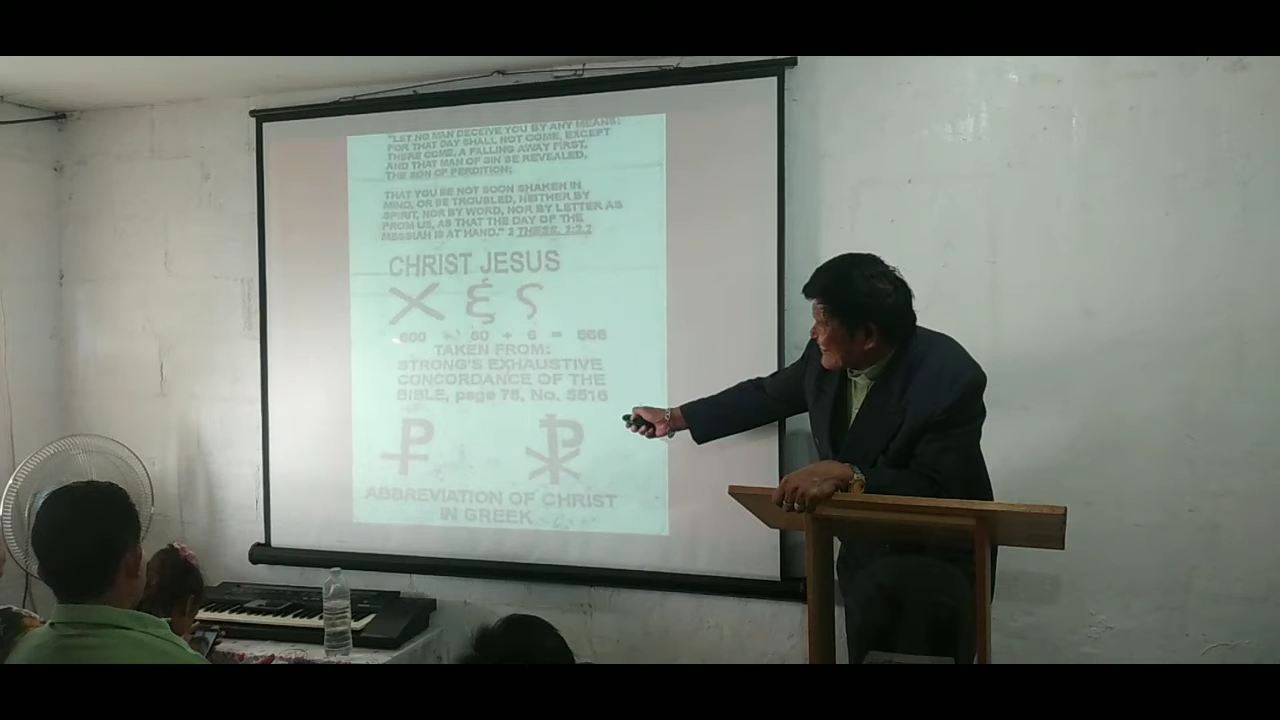 "LET NO MAN DECEIVE YOU BY ANY MEANS:
FOR THAT DAY SHALL NOT COME, EXCEPT
THERE COME, A FALLING AWAY FIRST,
AND THAT MAN OF SIN BE REVEALED,
THE SON OF PERDITION;
THAT YOU BE NOT SOON SHAKEN IN
MIND, OR BE TROUBLED, NEITHER BY
SPIRIT, NOR BY WORD, NOR BY LETTER AS
FROM US, AS THAT THE DAY OF THE
MESSIAH IS AT HAND." 2 THESS.
CHRIST JESUS
Χ ξ ς
600 + 60 + 6 = 666
TAKEN FROM:
STRONG'S EXHAUSTIVE
CONCORDANCE OF THE
BIBLE, page 76, No. 5516
ABBREVIATION OF CHRIST
IN GREEK